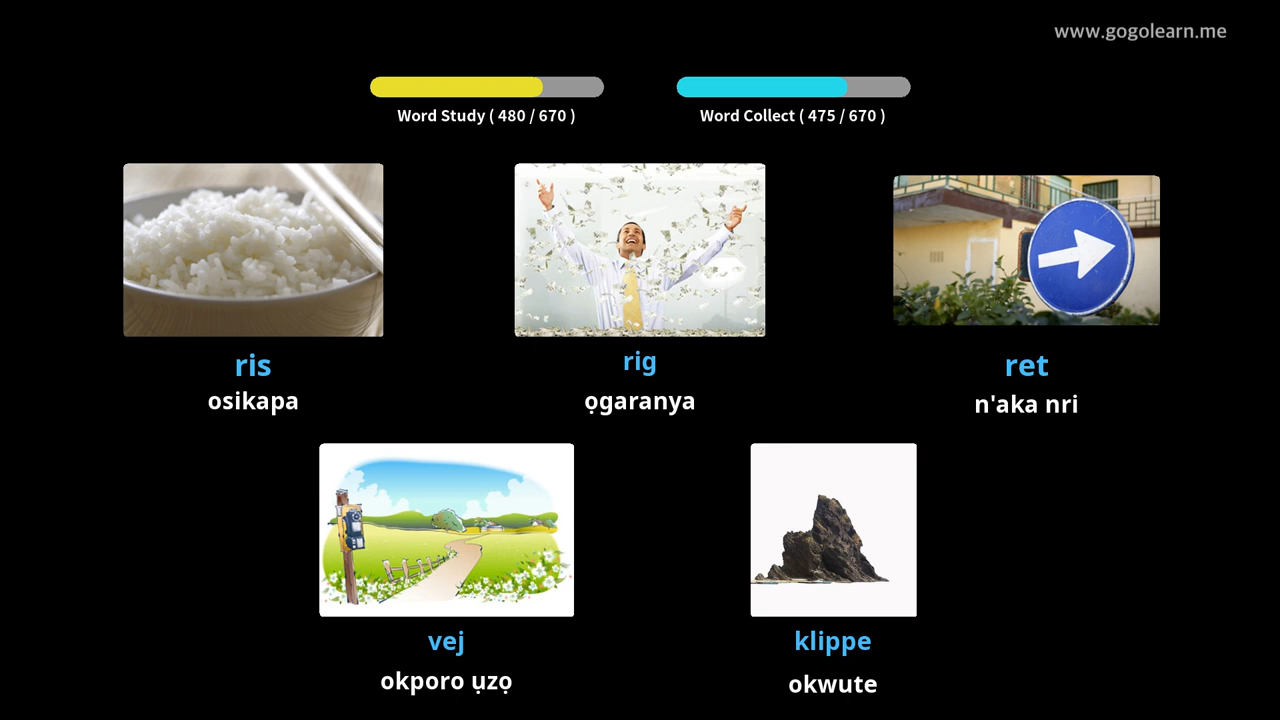 www.gogolearn.me
Word Study ( 480 / 670 )
Word Collect ( 475 / 670 )
ris
osikapa
rig
ọgaranya
ret
n'aka nri
vej
okporo ụzọ
klippe
okwute